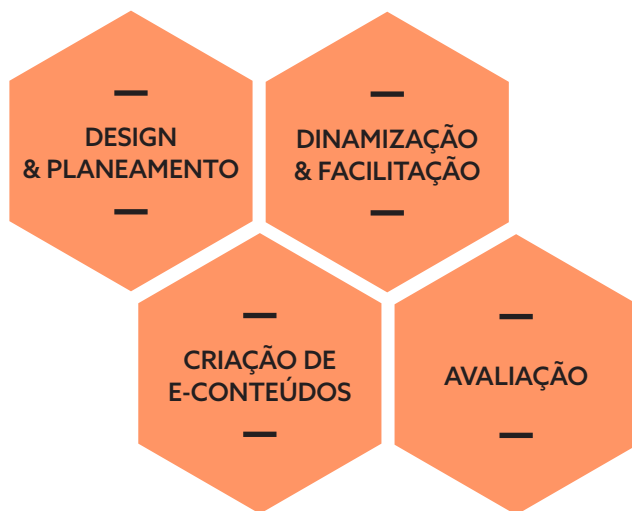 DESIGN
& PLANEAMENTO
DINAMIZAÇÃO
& FACILITAÇÃO
CRIAÇÃO DE
E-CONTEÚDOS
AVALIAÇÃO